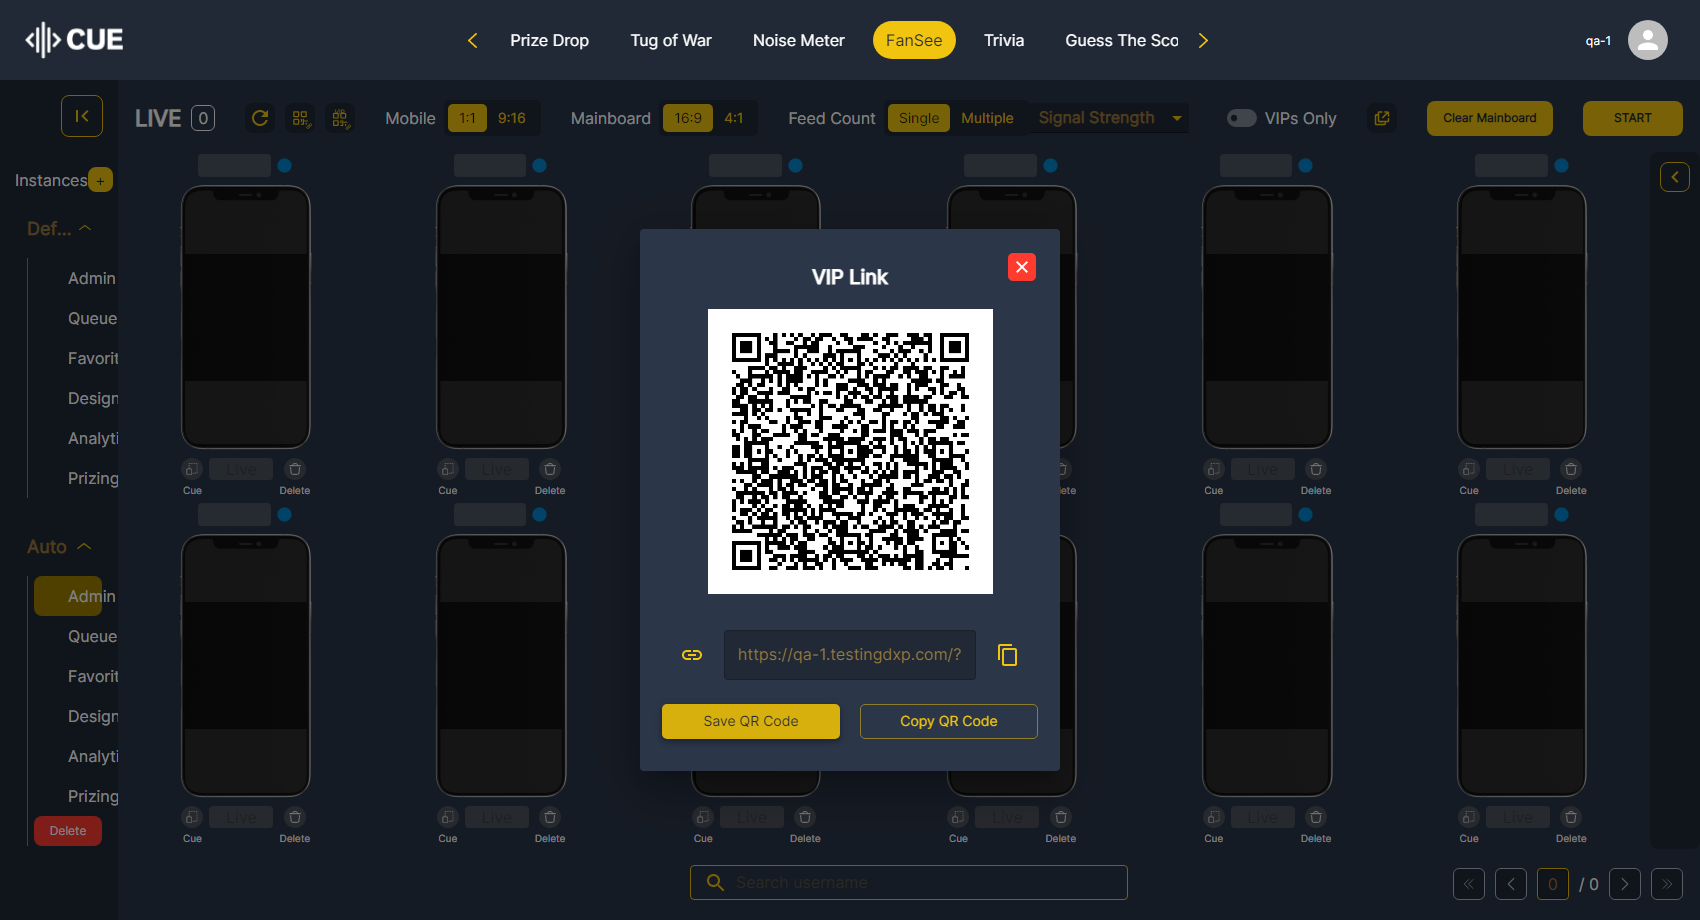 CUE
Prize Drop
Tug of War
Noise Meter
FanSee
Trivia
Guess The Sco
qa-1
LIVE 0
Mobile 1:1 9:16
Mainboard 16:9 4:1
Feed Count Single Multiple
Signal Strength
VIPs Only
Clear Mainboard
START
Instances +
Def...
Admin
Queue
Favorit
Design
Analyti
Prizing
Auto
Admin
Queue
Favorit
Design
Analyti
Prizing
Delete
Live Live Live Live
Cue Delete Cue Delete ete Cue Delete Cue Delete
VIP Link
https://qa-1.testingdxp.com/?
Save QR Code
Copy QR Code
Live Live Live Live Live Live
Cue Delete Cue Delete Cue Delete Cue Delete Cue Delete Cue Delete
Search username
0 / 0